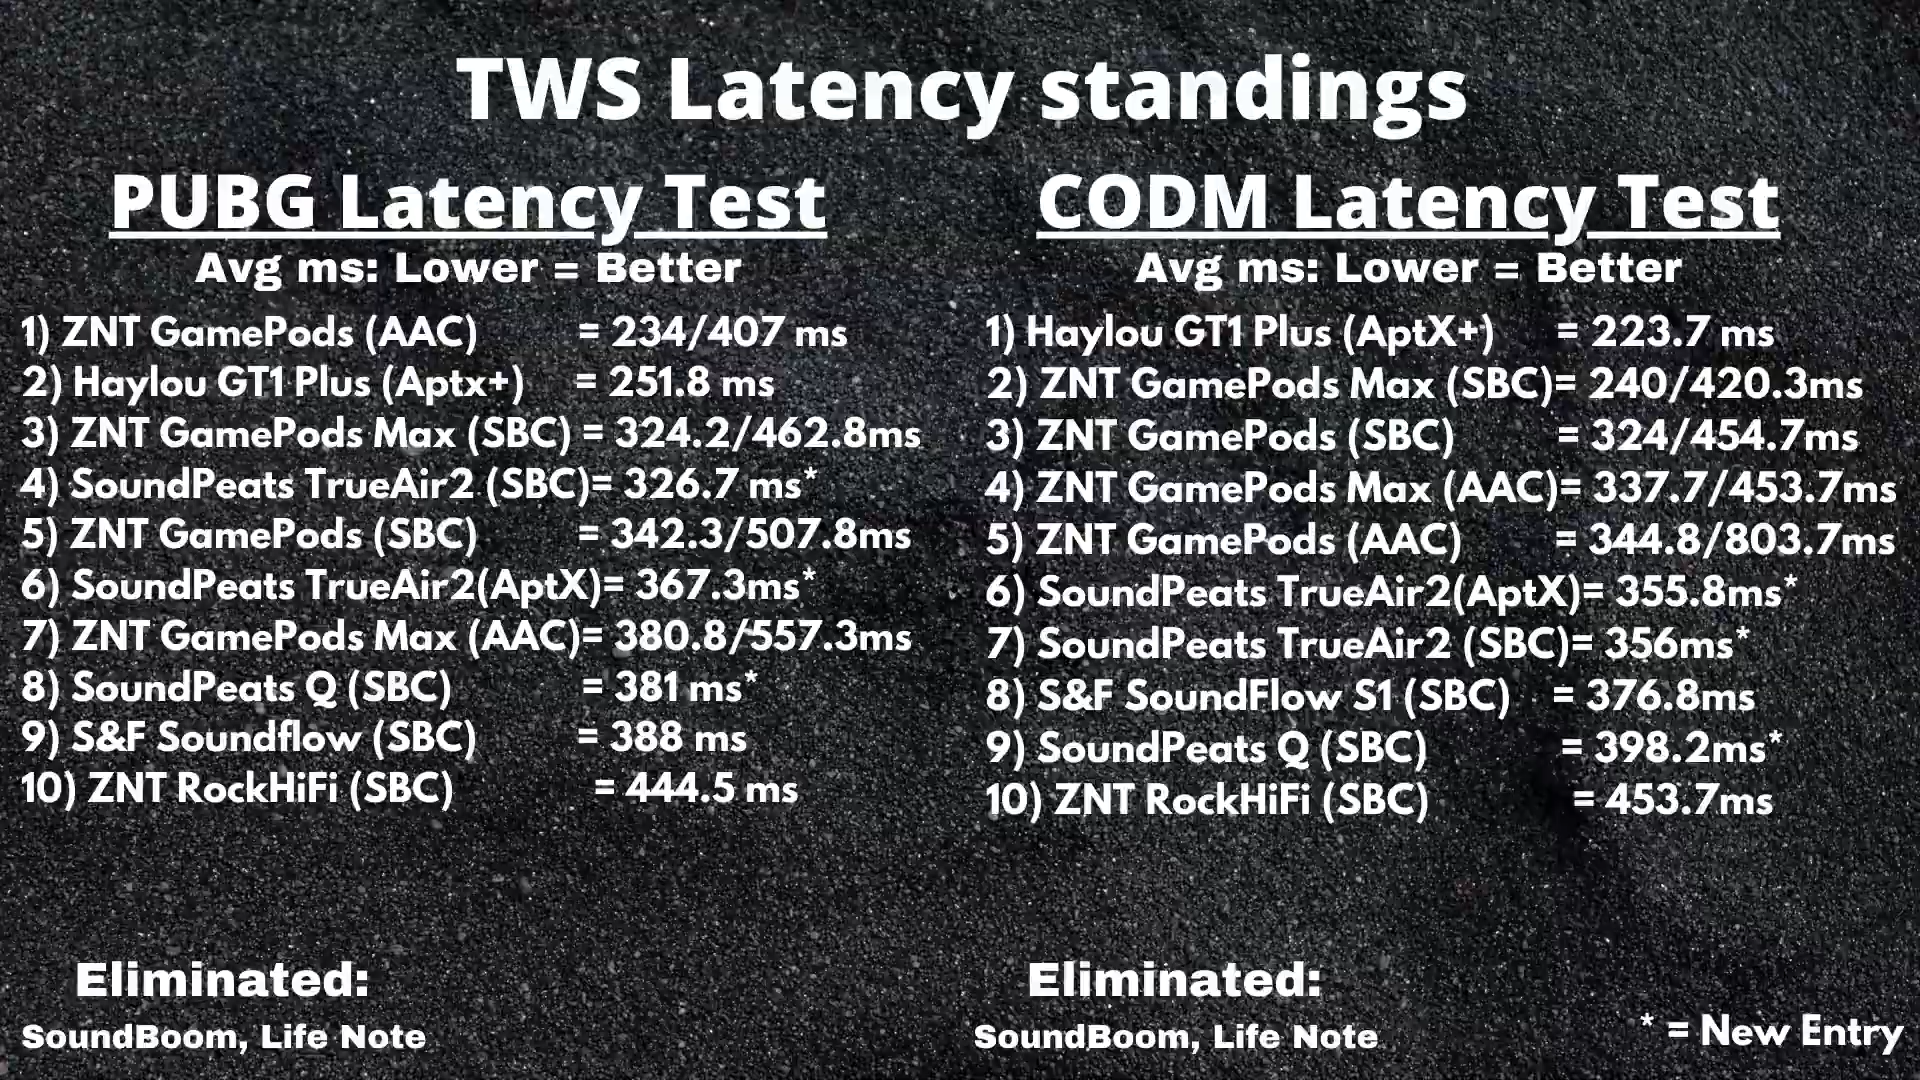 TWS Latency standings
PUBG Latency Test
Avg ms: Lower = Better
1) ZNT GamePods (AAC) = 234/407 ms
2) Haylou GT1 Plus (Aptx+) = 251.8 ms
3) ZNT GamePods Max (SBC) = 324.2/462.8ms
4) SoundPeats TrueAir2 (SBC)= 326.7 ms*
5) ZNT GamePods (SBC) = 342.3/507.8ms
6) SoundPeats TrueAir2(AptX)= 367.3ms*
7) ZNT GamePods Max (AAC)= 380.8/557.3ms
8) SoundPeats Q (SBC) = 381 ms*
9) S&F Soundflow (SBC) = 388 ms
10) ZNT RockHiFi (SBC) = 444.5 ms
Eliminated:
SoundBoom, Life Note
CODM Latency Test
Avg ms: Lower = Better
1) Haylou GT1 Plus (AptX+) = 223.7 ms
2) ZNT GamePods Max (SBC)= 240/420.3ms
3) ZNT GamePods (SBC) = 324/454.7ms
4) ZNT GamePods Max (AAC)= 337.7/453.7ms
5) ZNT GamePods (AAC) = 344.8/803.7ms
6) SoundPeats TrueAir2(AptX)= 355.8ms*
7) SoundPeats TrueAir2 (SBC)= 356ms*
8) S&F SoundFlow S1 (SBC) = 376.8ms
9) SoundPeats Q (SBC) = 398.2ms*
10) ZNT RockHiFi (SBC) = 453.7ms
Eliminated:
SoundBoom, Life Note
* = New Entry